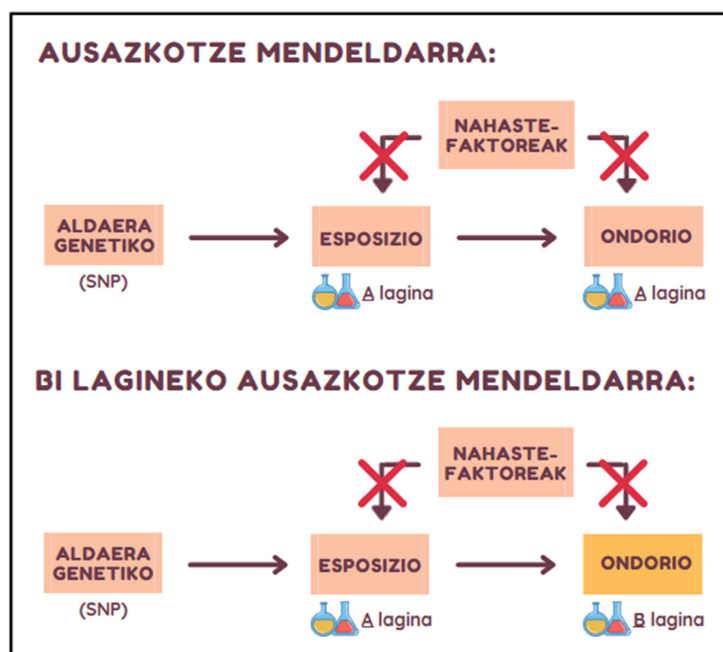 AUSAZKOTZE MENDELDARRA:
NAHASTE-
FAKTOREAK
ALDAERA
GENETIKO
(SNP)
ESPOSIZIO
ONDORIO
A lagina
A lagina
BI LAGINEKO AUSAZKOTZE MENDELDARRA:
NAHASTE-
FAKTOREAK
ALDAERA
GENETIKO
(SNP)
ESPOSIZIO
ONDORIO
A lagina
B lagina